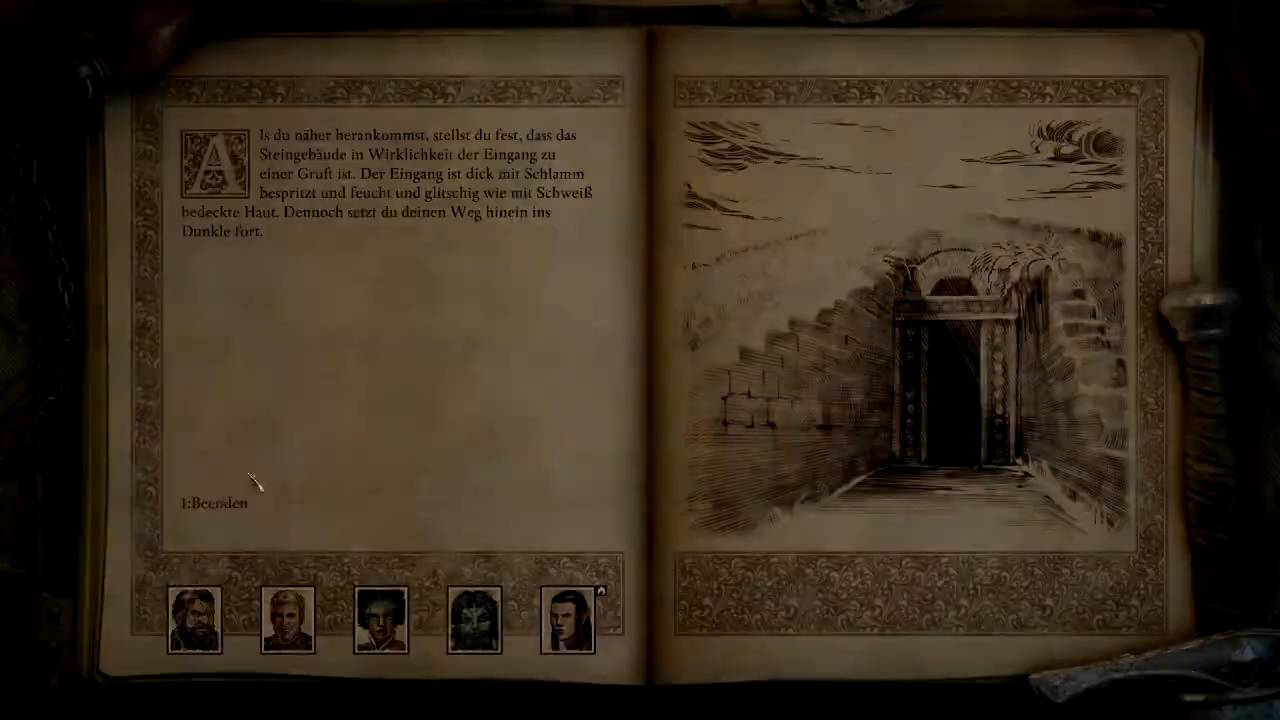 Als du näher herankommst, stellst du fest, dass das
Steingebäude in Wirklichkeit der Eingang zu
einer Gruft ist. Der Eingang ist dick mit Schlamm
bespritzt und feucht und glitschig wie mit Schweiß
bedeckte Haut. Dennoch setzt du deinen Weg hinein ins
Dunkle fort.
1:Beenden